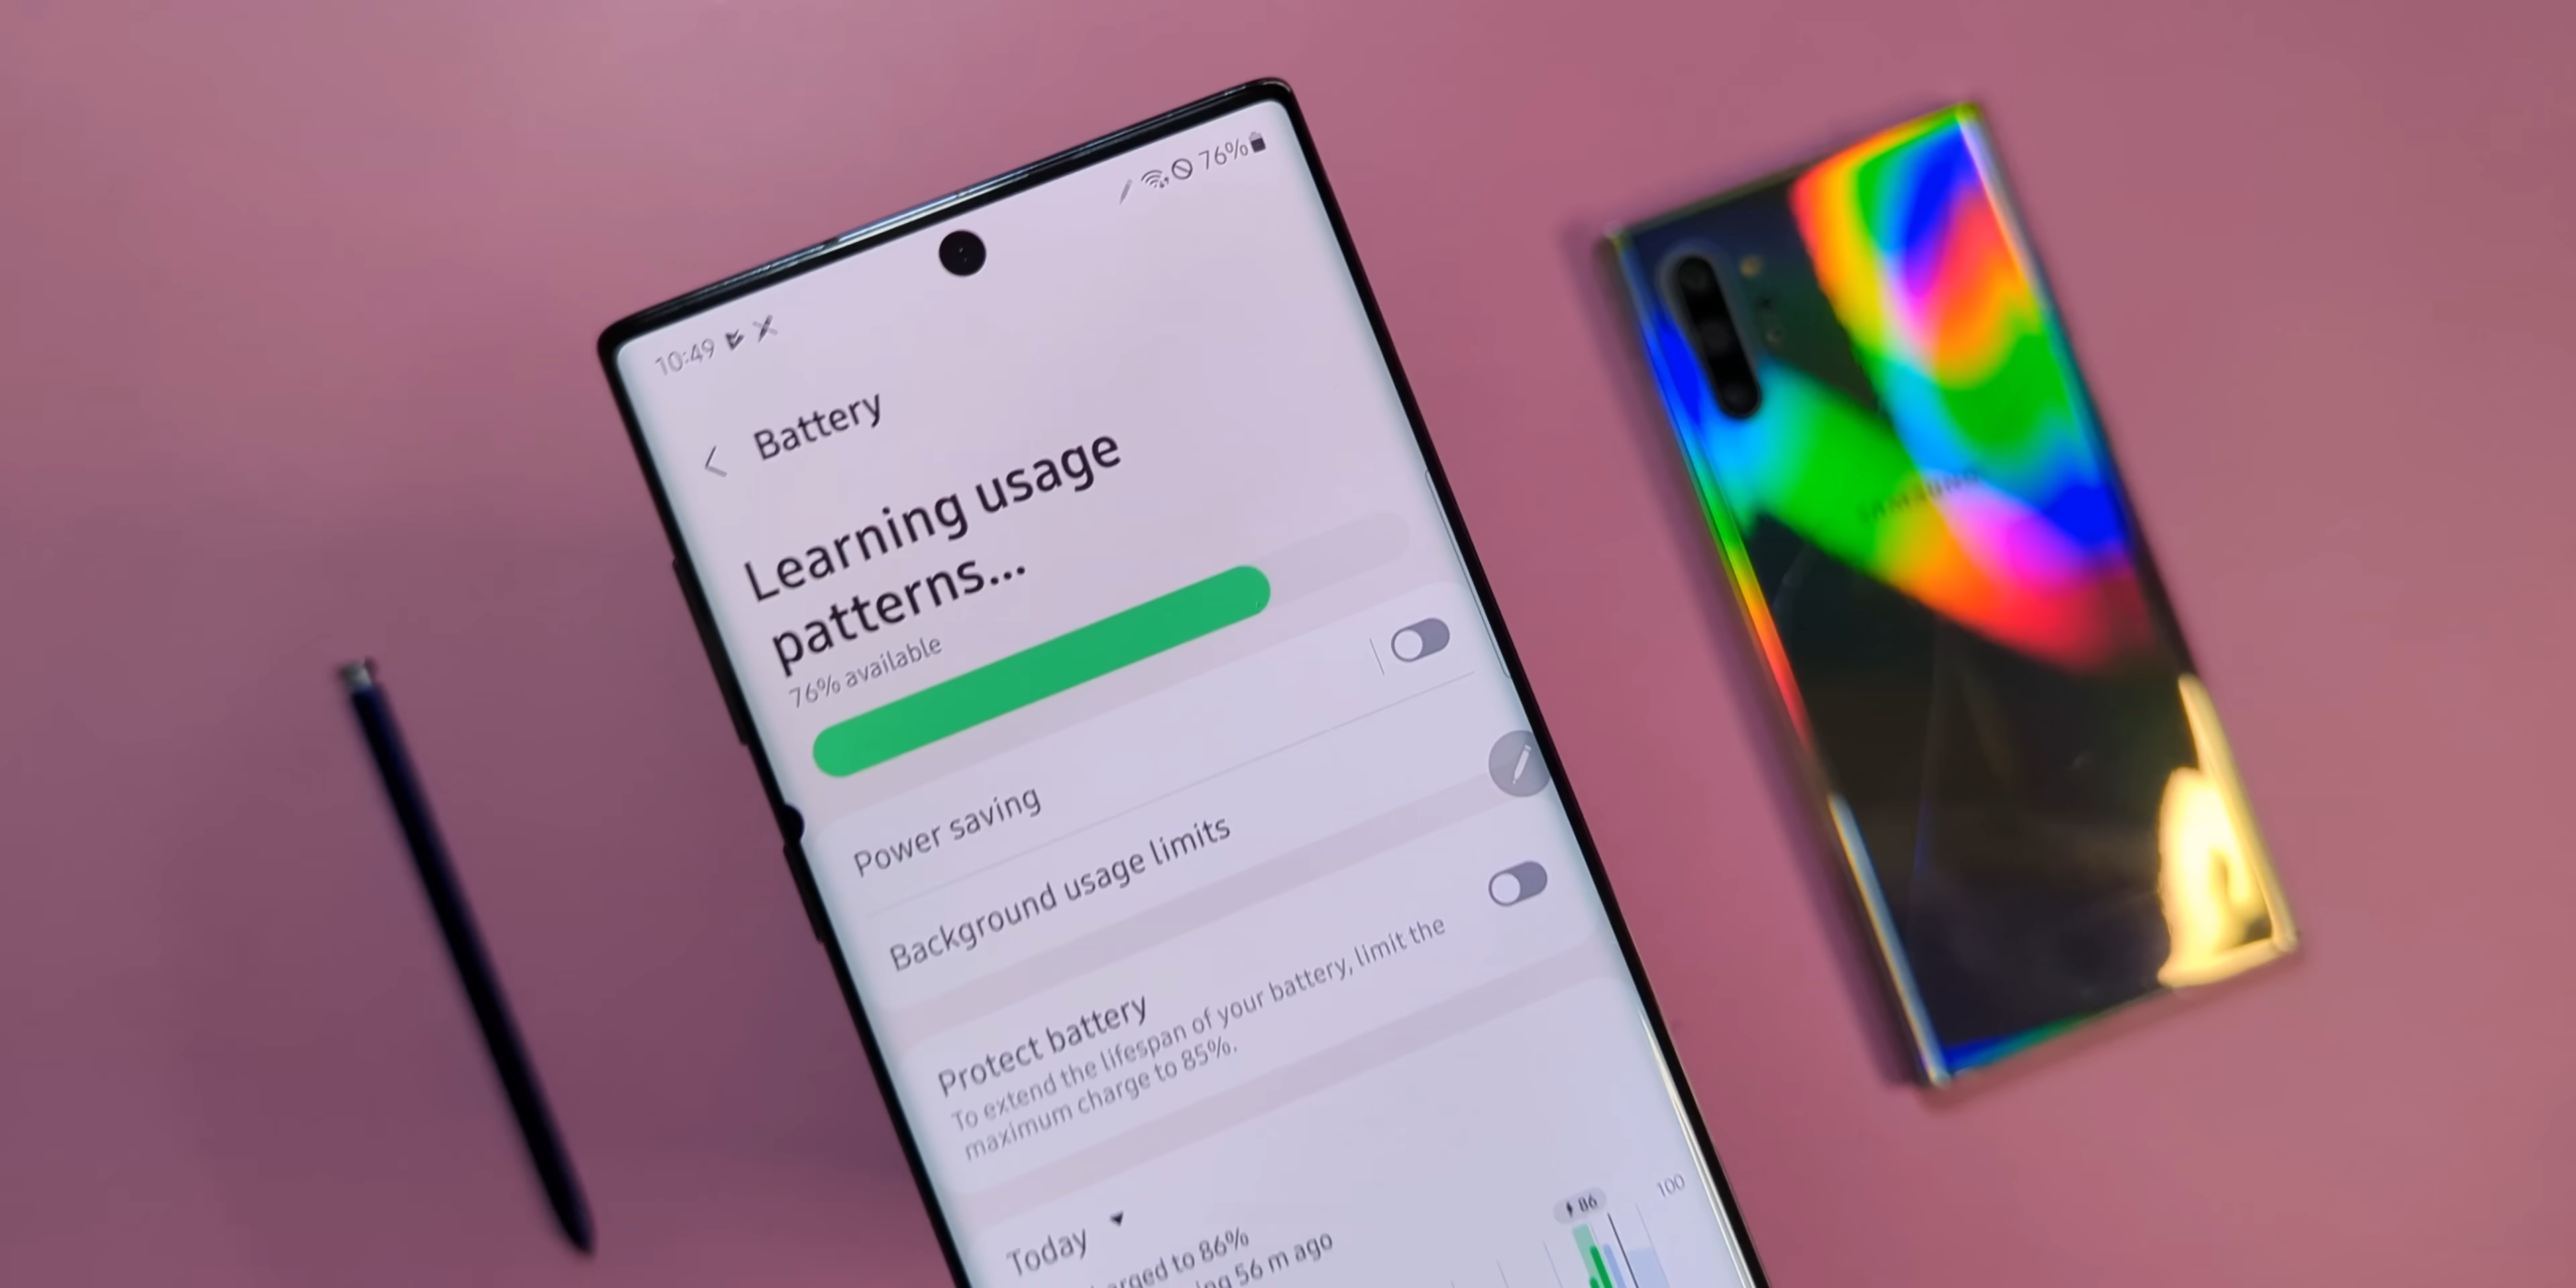 10:49
76%
Battery
Learning usage
patterns...
76% available
Power saving
Background usage limits
Protect battery
To extend the lifespan of your battery, limit the
maximum charge to 85%.
Today
86
100
to 86%
56 m ago
SAMSUNG